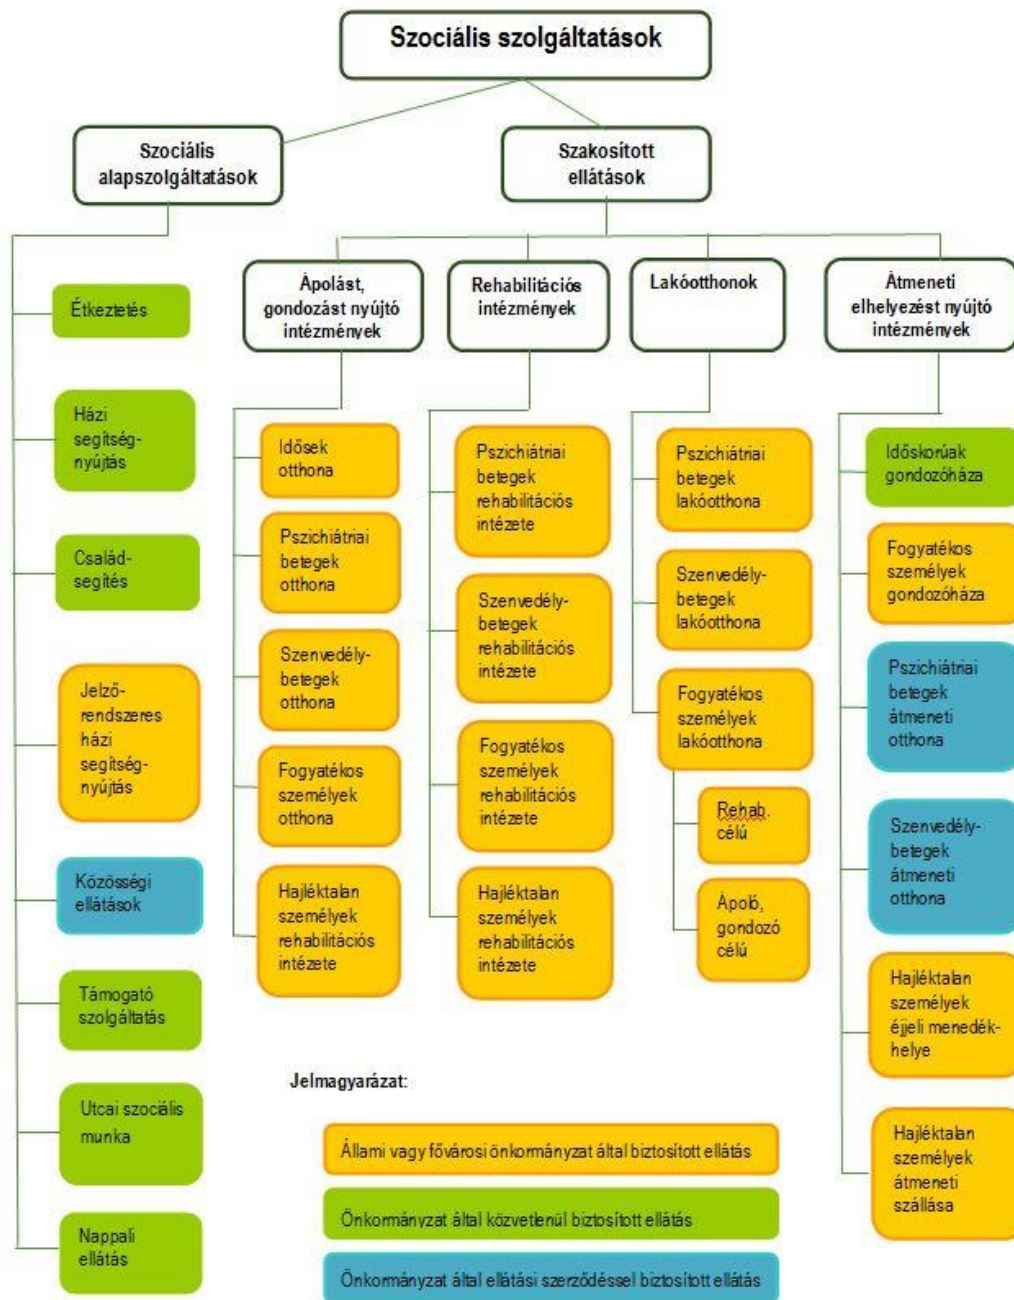 Szociális szolgáltatások
Szociális
alapszolgáltatások
Szakosított
ellátások
Étkeztetés
Házi
segítség-
nyújtás
Család-
segítés
Jelző-
rendszeres
házi
segítség-
nyújtás
Közösségi
ellátások
Támogató
szolgáltatás
Utcai szociális
munka
Nappali
ellátás
Ápolást,
gondozást nyújtó
intézmények
Idősek
otthona
Pszichiátriai
betegek
otthona
Szenvedély-
betegek
otthona
Fogyatékos
személyek
otthona
Hajléktalan
személyek
rehabilitációs
intézete
Rehabilitációs
intézmények
Pszichiátriai
betegek
rehabilitációs
intézete
Szenvedély-
betegek
rehabilitációs
intézete
Fogyatékos
személyek
rehabilitációs
intézete
Hajléktalan
személyek
rehabilitációs
intézete
Lakóotthonok
Pszichiátriai
betegek
lakóotthona
Szenvedély-
betegek
lakóotthona
Fogyatékos
személyek
lakóotthona
Rehab.
célú
Ápoló,
gondozó
célú
Átmeneti
elhelyezést nyújtó
intézmények
Időskorúak
gondozóháza
Fogyatékos
személyek
gondozóháza
Pszichiátriai
betegek
átmeneti
otthona
Szenvedély-
betegek
átmeneti
otthona
Hajléktalan
személyek
éjjeli menedék-
helye
Hajléktalan
személyek
átmeneti
szállása
Jelmagyarázat:
Állami vagy fővárosi önkormányzat által biztosított ellátás
Önkormányzat által közvetlenül biztosított ellátás
Önkormányzat által ellátási szerződéssel biztosított ellátás